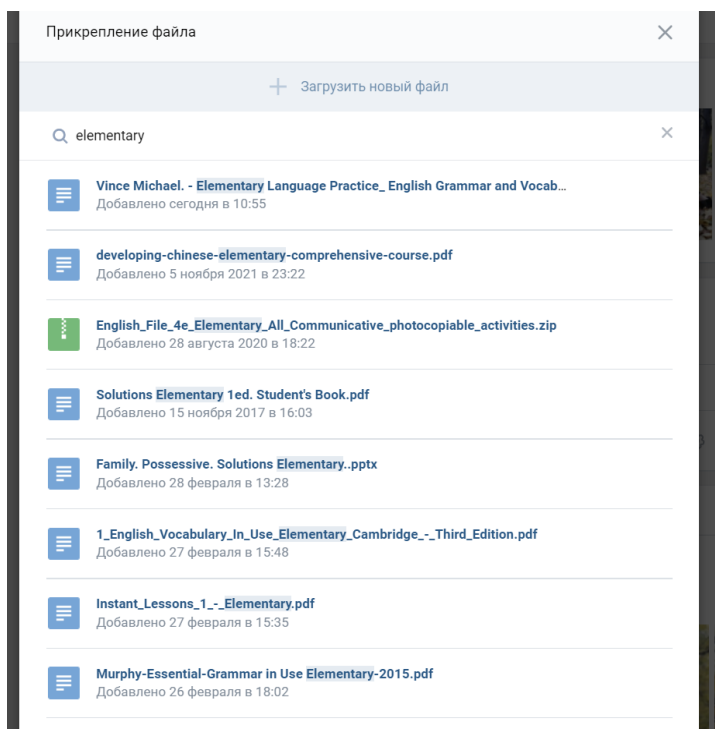 Прикрепление файла
Загрузить новый файл
elementary
Vince Michael. - Elementary Language Practice_ English Grammar and Vocab...
Добавлено сегодня в 10:55
developing-chinese-elementary-comprehensive-course.pdf
Добавлено 5 ноября 2021 в 23:22
English_File_4e_Elementary_All_Communicative_photocopiable_activities.zip
Добавлено 28 августа 2020 в 18:22
Solutions Elementary 1ed. Student's Book.pdf
Добавлено 15 ноября 2017 в 16:03
Family. Possessive. Solutions Elementary..pptx
Добавлено 28 февраля в 13:28
1_English_Vocabulary_In_Use_Elementary_Cambridge_-_Third_Edition.pdf
Добавлено 27 февраля в 15:48
Instant_Lessons_1_-_Elementary.pdf
Добавлено 27 февраля в 15:35
Murphy-Essential-Grammar in Use Elementary-2015.pdf
Добавлено 26 февраля в 18:02